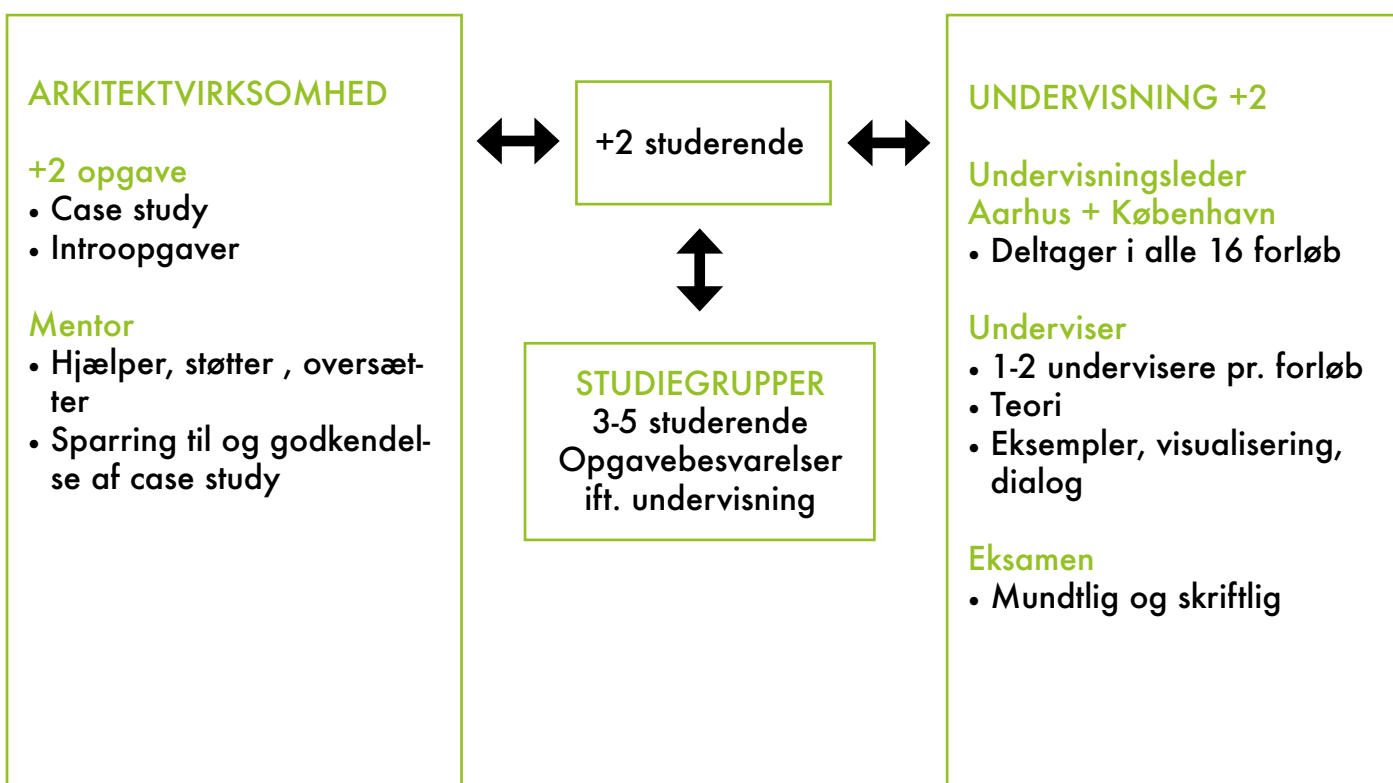 ARKITEKTVIRKSOMHED
+2 opgave
• Case study
• Introopgaver
Mentor
• Hjælper, støtter , oversæt-
ter
• Sparring til og godkendel-
se af case study
+2 studerende
STUDIEGRUPPER
3-5 studerende
Opgavebesvarelser
ift. undervisning
UNDERVISNING +2
Undervisningsleder
Aarhus + København
• Deltager i alle 16 forløb
Underviser
• 1-2 undervisere pr. forløb
• Teori
• Eksempler, visualisering,
dialog
Eksamen
• Mundtlig og skriftlig